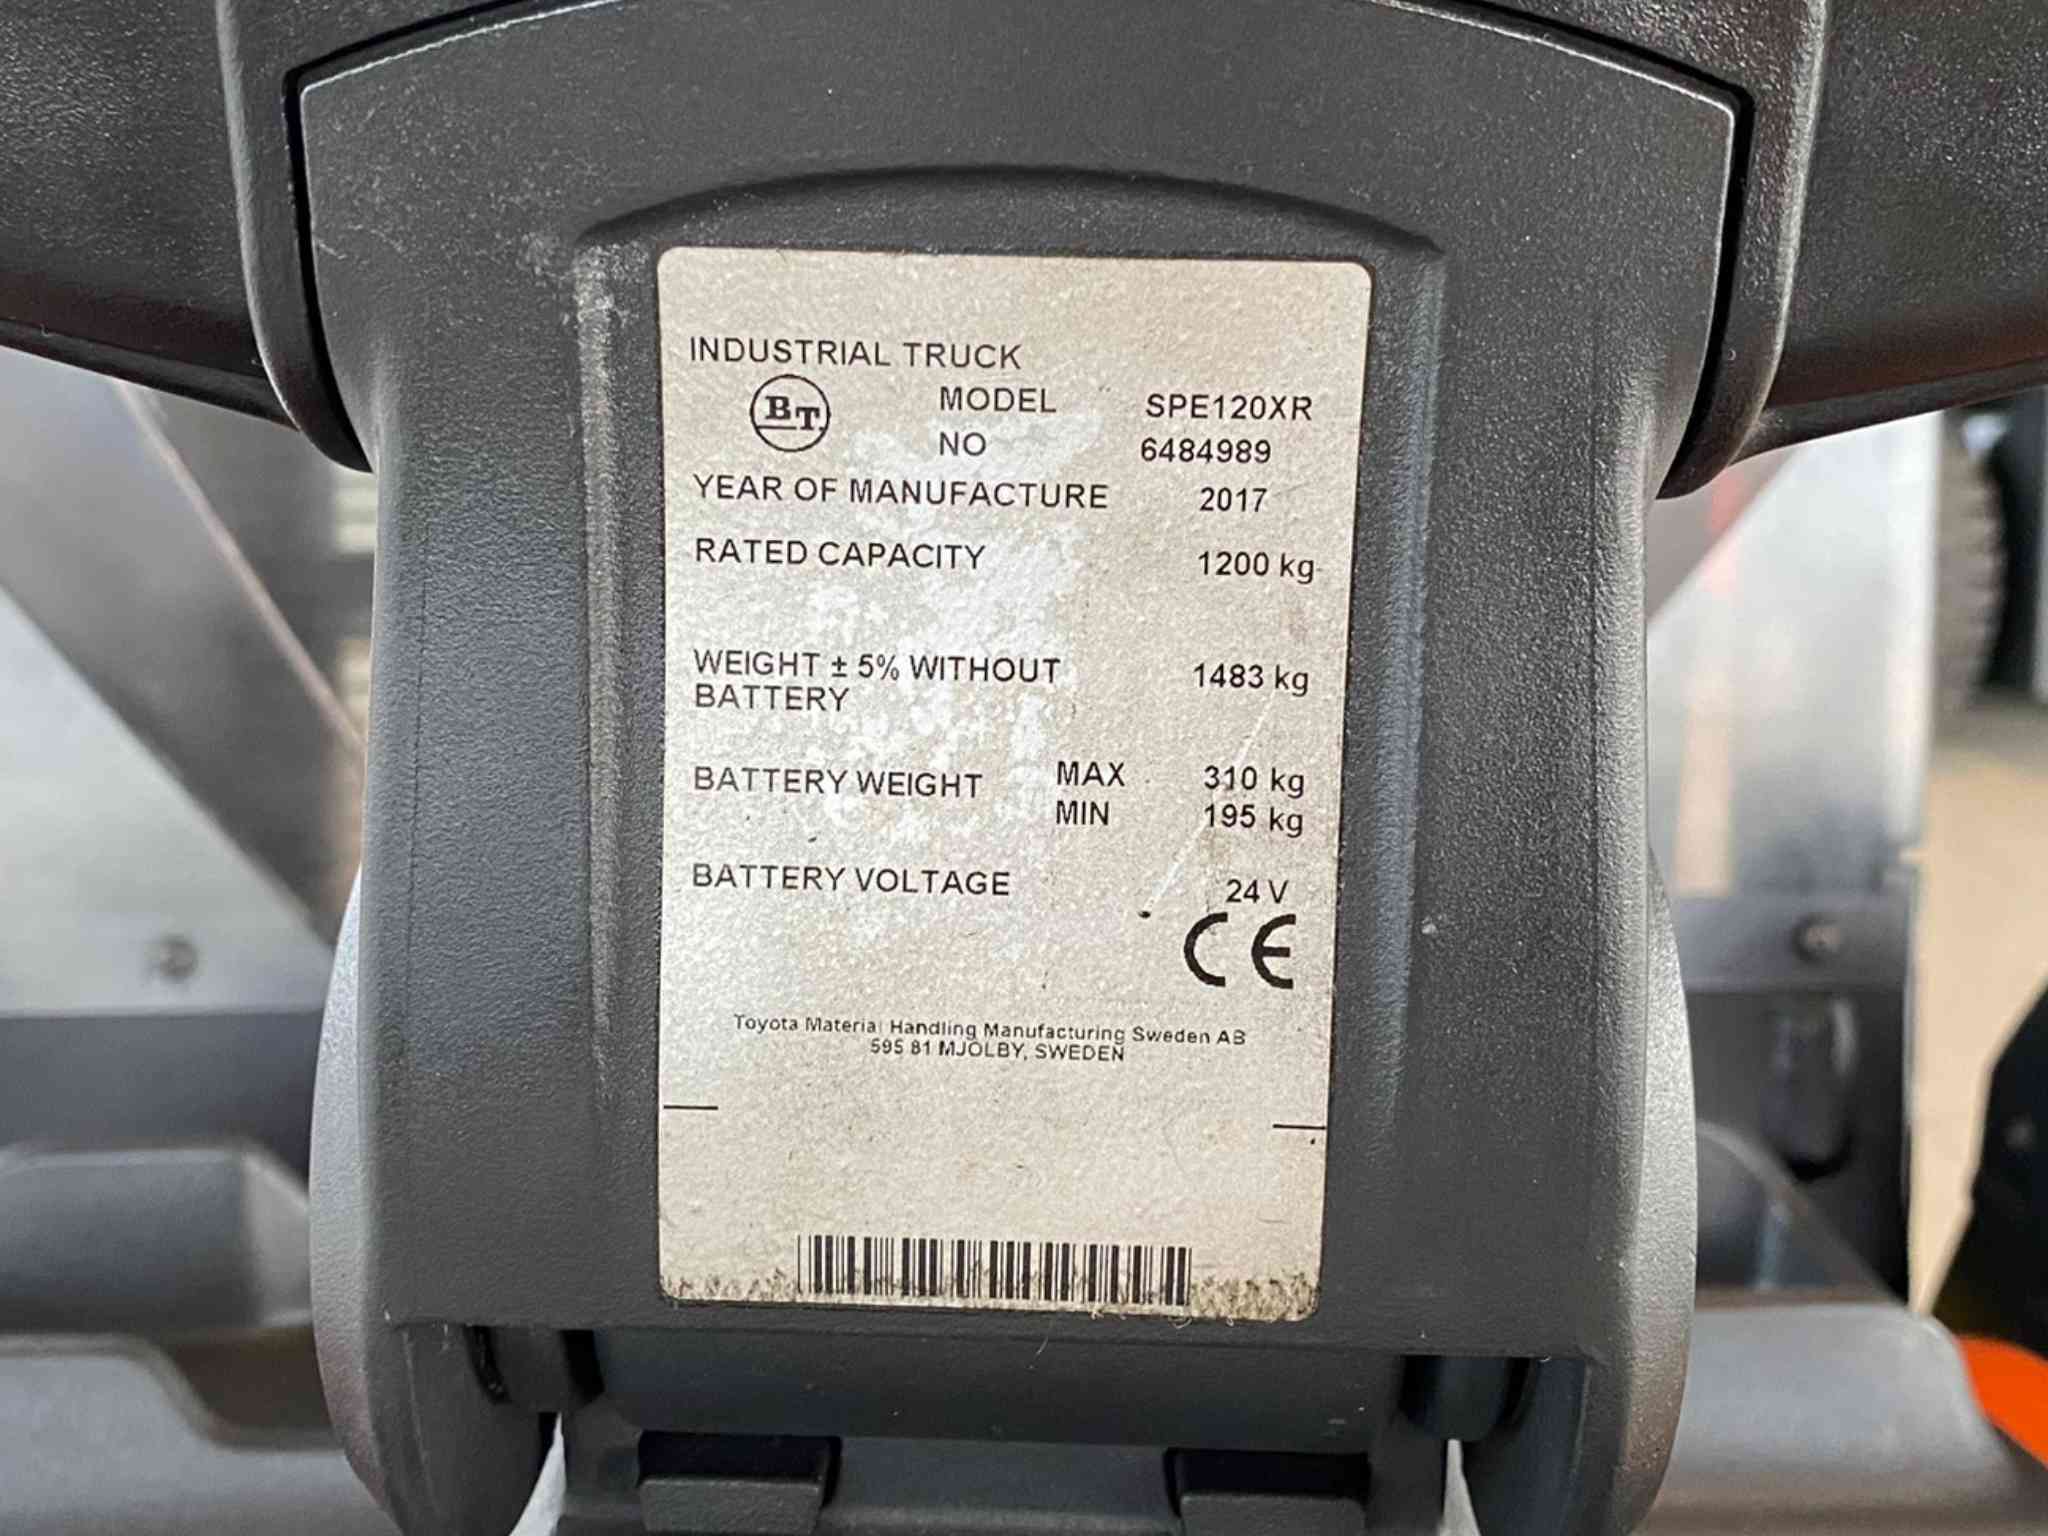 INDUSTRIAL TRUCK
BT MODEL SPE120XR
NO 6484989
YEAR OF MANUFACTURE 2017
RATED CAPACITY 1200 kg
WEIGHT ± 5% WITHOUT 1483 kg
BATTERY
BATTERY WEIGHT MAX 310 kg
MIN 195 kg
BATTERY VOLTAGE 24 V
CE
Toyota Material Handling Manufacturing Sweden AB
595 81 MJÖLBY, SWEDEN